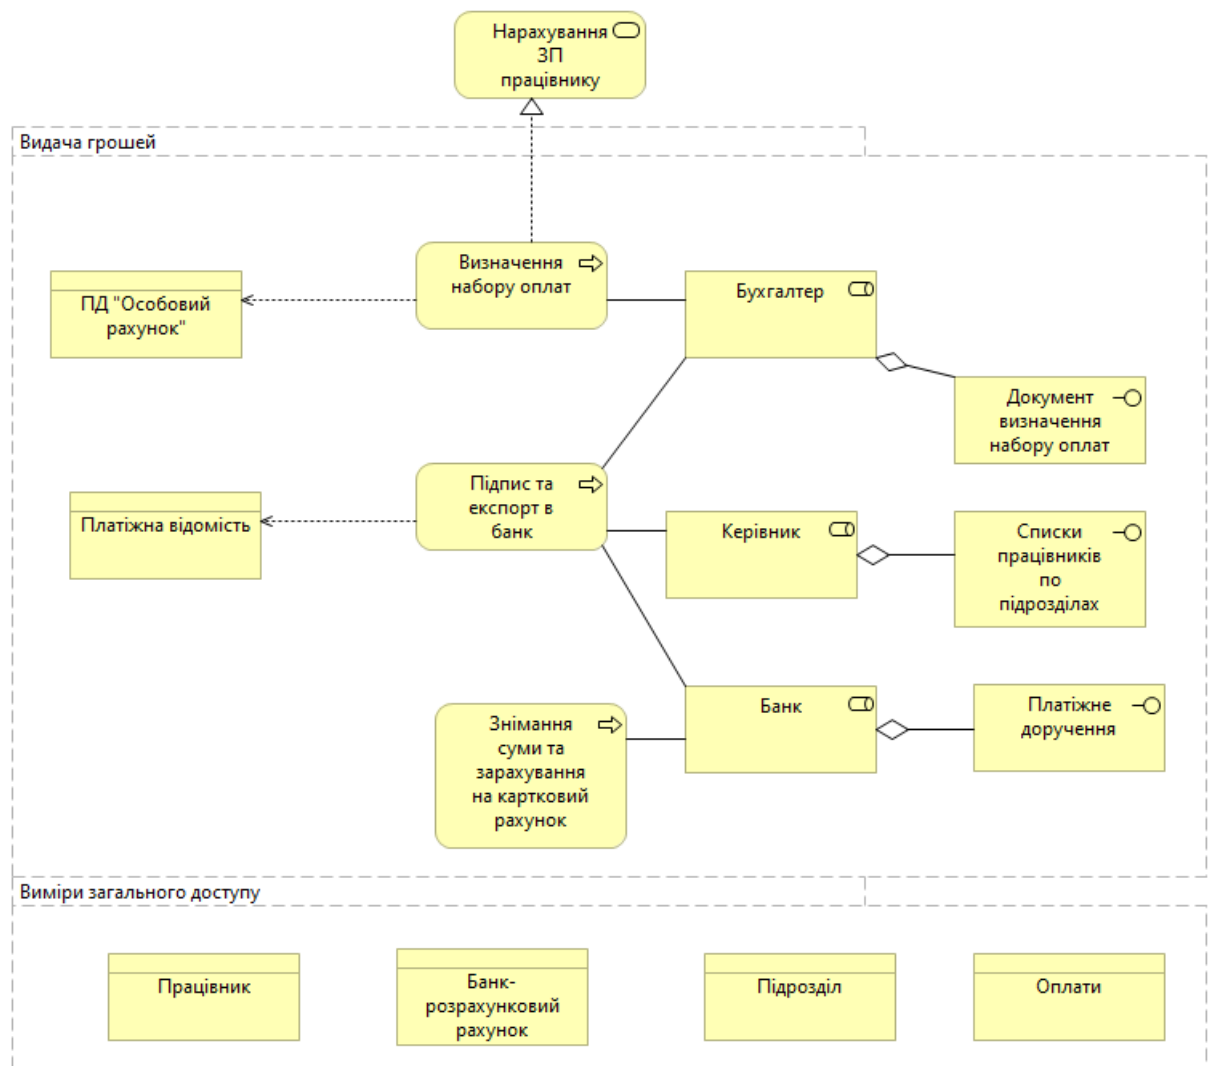 Нарахування
ЗП
працівнику
Видача грошей
Визначення
набору оплат
ПД "Особовий
рахунок"
Бухгалтер
Документ
визначення
набору оплат
Підпис та
експорт в
банк
Платіжна відомість
Керівник
Списки
працівників
по
підрозділах
Банк
Платіжне
доручення
Знімання
суми та
зарахування
на картковий
рахунок
Виміри загального доступу
Працівник
Банк-
розрахунковий
рахунок
Підрозділ
Оплати